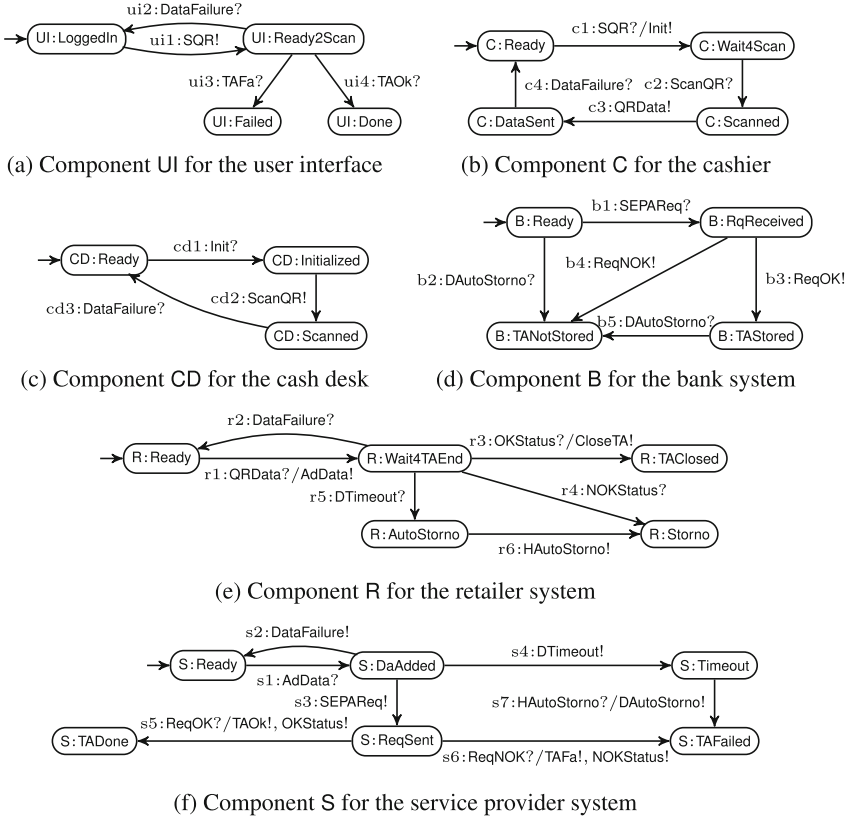 ui2:DataFailure?
UI:LoggedIn
ui1:SQR!
UI:Ready2Scan
ui3:TAFa?
ui4:TAOk?
UI:Failed
UI:Done
(a) Component UI for the user interface
C:Ready
c1:SQR?/Init!
C:Wait4Scan
c4:DataFailure?
c2:ScanQR?
c3:QRData!
C:DataSent
C:Scanned
(b) Component C for the cashier
CD:Ready
cd1:Init?
CD:Initialized
cd2:ScanQR!
cd3:DataFailure?
CD:Scanned
(c) Component CD for the cash desk
B:Ready
b1:SEPAReq?
B:RqReceived
b2:DAutoStorno?
b4:ReqNOK!
b3:ReqOK!
B:TANotStored
b5:DAutoStorno?
B:TAStored
(d) Component B for the bank system
r2:DataFailure?
R:Ready
r1:QRData?/AdData!
R:Wait4TAEnd
r3:OKStatus?/CloseTA!
R:TAClosed
r5:DTimeout?
r4:NOKStatus?
R:AutoStorno
r6:HAutoStorno!
R:Storno
(e) Component R for the retailer system
s2:DataFailure!
S:Ready
s1:AdData?
S:DaAdded
s4:DTimeout!
S:Timeout
s3:SEPAReq!
s7:HAutoStorno?/DAutoStorno!
S:TADone
s5:ReqOK?/TAOk!, OKStatus!
S:ReqSent
s6:ReqNOK?/TAFa!, NOKStatus!
S:TAFailed
(f) Component S for the service provider system